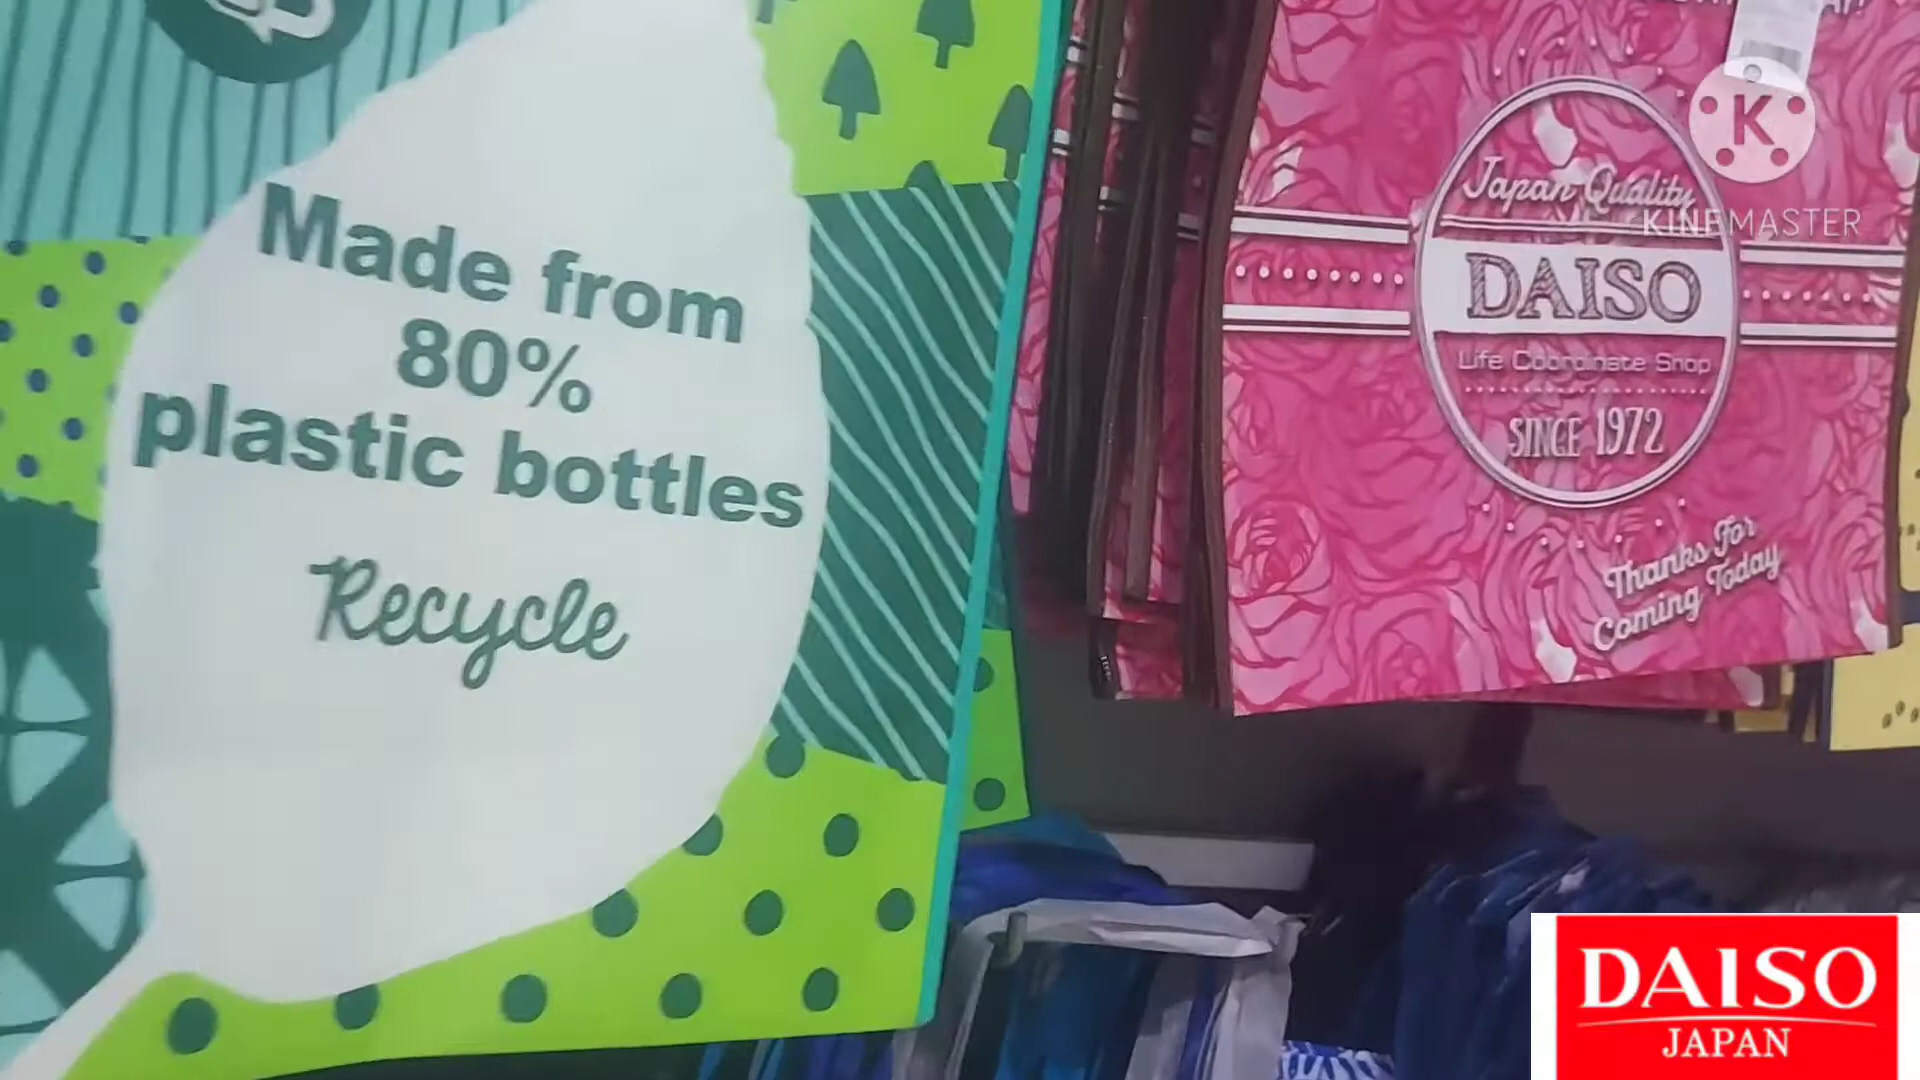 Made from
80%
plastic bottles
Recycle
Japan Quality
DAISO
Life Coordinate Shop
SINCE 1972
Thanks For
Coming Today
K
KINEMASTER
DAISO
JAPAN